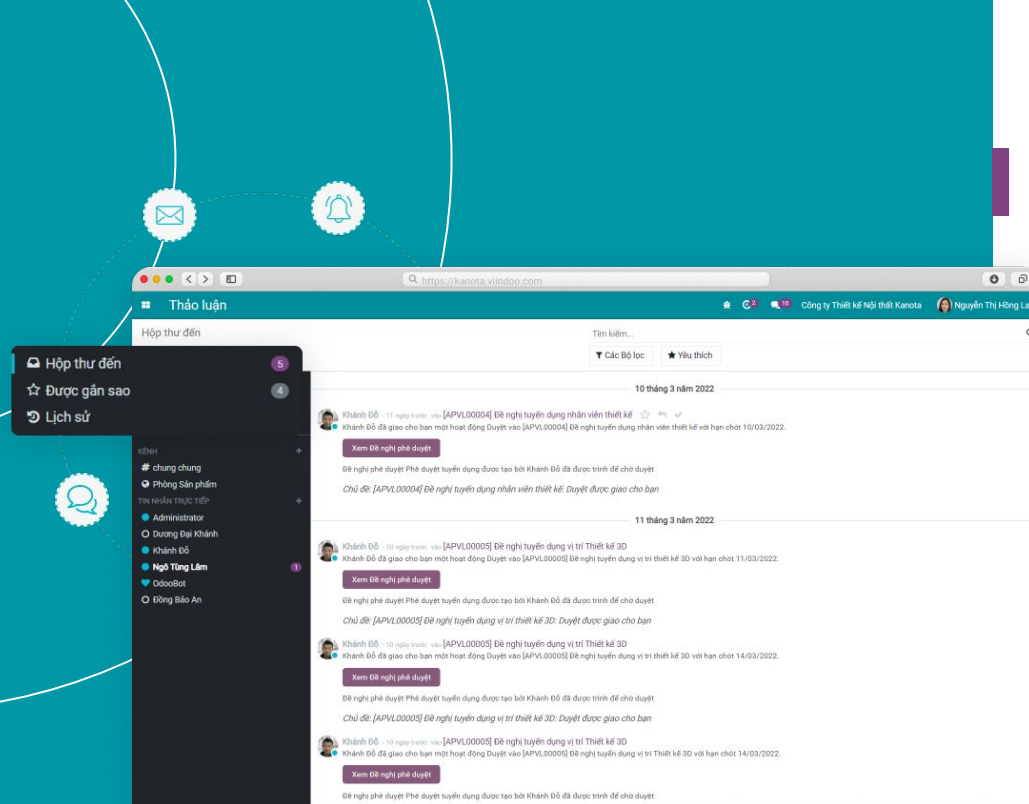 https://kanota.viindoo.com
Thảo luận
2
10
Công ty Thiết kế Nội thất Kanota
Nguyễn Thị Hồng
Hộp thư đến
Tìm kiếm...
Các Bộ lọc
Yêu thích
Hộp thư đến
5
Được gắn sao
4
Lịch sử
KÊNH
+
# chung chung
Phòng Sản phẩm
TIN NHẮN TRỰC TIẾP
+
Administrator
Dương Đại Khánh
Khánh Đỗ
Ngô Tùng Lâm
1
OdooBot
Đồng Bảo An
10 tháng 3 năm 2022
Khánh Đỗ - 11 ngày trước vào [APVL00004] Đề nghị tuyển dụng nhân viên thiết kế
Khánh Đỗ đã giao cho bạn một hoạt động Duyệt vào [APVL00004] Đề nghị tuyển dụng nhân viên thiết kế với hạn chót 10/03/2022.
Xem Đề nghị phê duyệt
Đề nghị phê duyệt Phê duyệt tuyển dụng được tạo bởi Khánh Đỗ đã được trình để chờ duyệt
Chủ đề: [APVL00004] Đề nghị tuyển dụng nhân viên thiết kế: Duyệt được giao cho bạn
11 tháng 3 năm 2022
Khánh Đỗ - 10 ngày trước vào [APVL00005] Đề nghị tuyển dụng vị trí Thiết kế 3D
Khánh Đỗ đã giao cho bạn một hoạt động Duyệt vào [APVL00005] Đề nghị tuyển dụng vị trí thiết kế 3D với hạn chót 11/03/2022.
Xem Đề nghị phê duyệt
Đề nghị phê duyệt Phê duyệt tuyển dụng được tạo bởi Khánh Đỗ đã được trình để chờ duyệt
Chủ đề: [APVL00005] Đề nghị tuyển dụng vị trí thiết kế 3D: Duyệt được giao cho bạn
Khánh Đỗ - 10 ngày trước vào [APVL00005] Đề nghị tuyển dụng vị trí Thiết kế 3D
Khánh Đỗ đã giao cho bạn một hoạt động Duyệt vào [APVL00005] Đề nghị tuyển dụng vị trí thiết kế 3D với hạn chót 14/03/2022.
Xem Đề nghị phê duyệt
Đề nghị phê duyệt Phê duyệt tuyển dụng được tạo bởi Khánh Đỗ đã được trình để chờ duyệt
Chủ đề: [APVL00005] Đề nghị tuyển dụng vị trí thiết kế 3D: Duyệt được giao cho bạn
Khánh Đỗ - 10 ngày trước vào [APVL00005] Đề nghị tuyển dụng vị trí Thiết kế 3D
Khánh Đỗ đã giao cho bạn một hoạt động Duyệt vào [APVL00005] Đề nghị tuyển dụng vị trí Thiết kế 3D với hạn chót 14/03/2022.
Xem Đề nghị phê duyệt
Đề nghị phê duyệt Phê duyệt tuyển dụng được tạo bởi Khánh Đỗ đã được trình để chờ duyệt